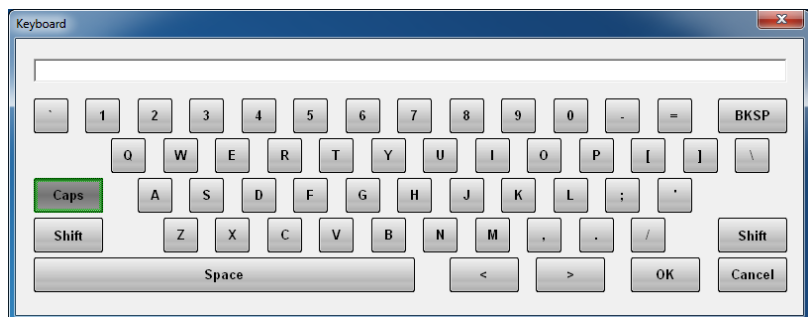 Keyboard
X
` 1 2 3 4 5 6 7 8 9 0 - = BKSP
Q W E R T Y U I O P [ ] \
Caps A S D F G H J K L ; '
Shift Z X C V B N M , . / Shift
Space < > OK Cancel